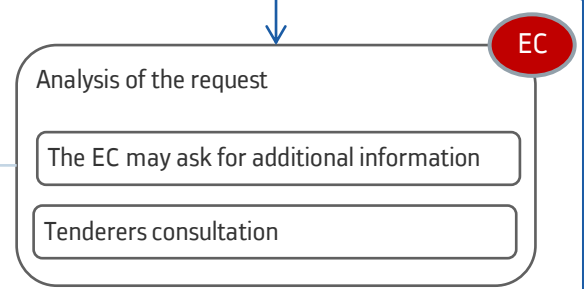 EC
Analysis of the request
The EC may ask for additional information
Tenderers consultation